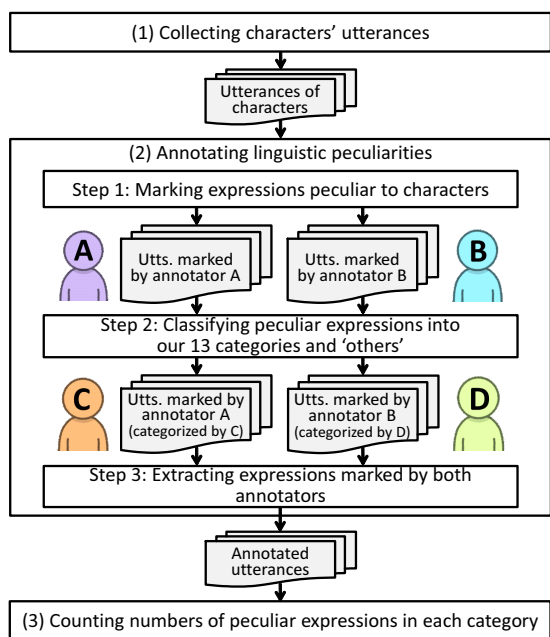 (1) Collecting characters’ utterances
Utterances of
characters
(2) Annotating linguistic peculiarities
Step 1: Marking expressions peculiar to characters
A
Utts. marked
by annotator A
Utts. marked
by annotator B
B
Step 2: Classifying peculiar expressions into
our 13 categories and ‘others’
C
Utts. marked by
annotator A
(categorized by C)
Utts. marked by
annotator B
(categorized by D)
D
Step 3: Extracting expressions marked by both
annotators
Annotated
utterances
(3) Counting numbers of peculiar expressions in each category